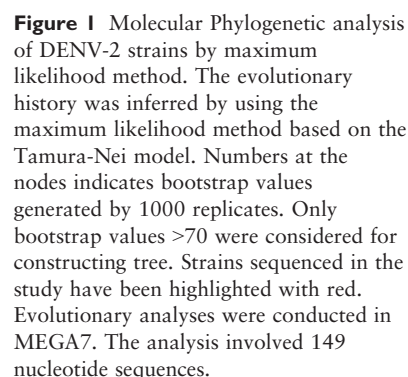 Figure 1 Molecular Phylogenetic analysis
of DENV-2 strains by maximum
likelihood method. The evolutionary
history was inferred by using the
maximum likelihood method based on the
Tamura-Nei model. Numbers at the
nodes indicates bootstrap values
generated by 1000 replicates. Only
bootstrap values >70 were considered for
constructing tree. Strains sequenced in the
study have been highlighted with red.
Evolutionary analyses were conducted in
MEGA7. The analysis involved 149
nucleotide sequences.